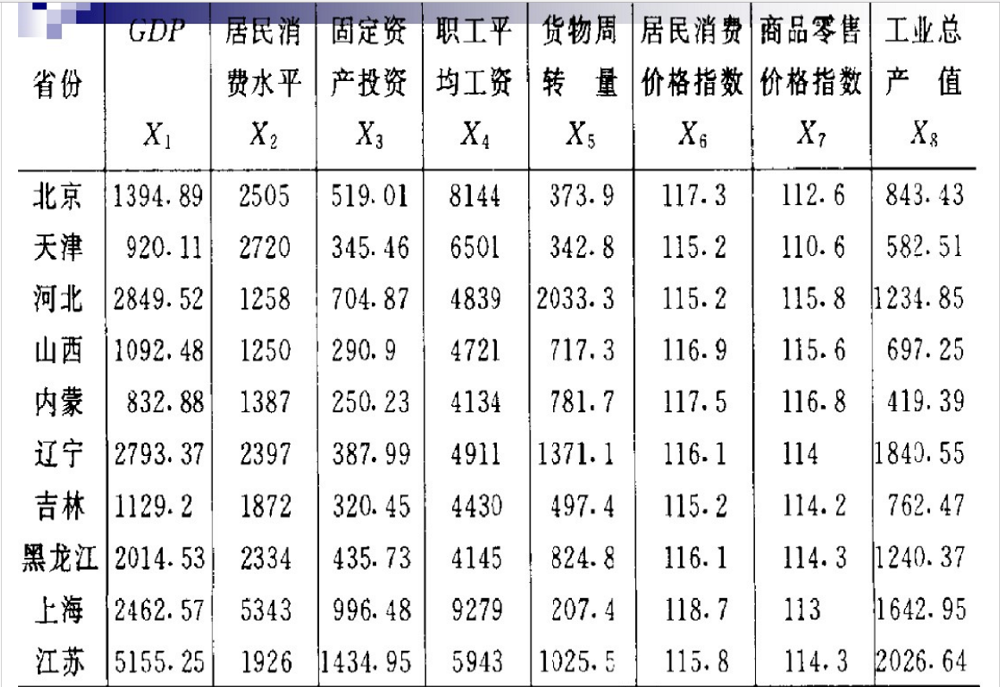 GDP 居民消 固定资 职工平 货物周 居民消费 商品零售 工业总
省份 费水平 产投资 均工资 转 量 价格指数 价格指数 产 值
X1 X2 X3 X4 X5 X6 X7 X8
北京 1394.89 2505 519.01 8144 373.9 117.3 112.6 843.43
天津 920.11 2720 345.46 6501 342.8 115.2 110.6 582.51
河北 2849.52 1258 704.87 4839 2033.3 115.2 115.8 1234.85
山西 1092.48 1250 290.9 4721 717.3 116.9 115.6 697.25
内蒙 832.88 1387 250.23 4134 781.7 117.5 116.8 419.39
辽宁 2793.37 2397 387.99 4911 1371.1 116.1 114 1840.55
吉林 1129.2 1872 320.45 4430 497.4 115.2 114.2 762.47
黑龙江 2014.53 2334 435.73 4145 824.8 116.1 114.3 1240.37
上海 2462.57 5343 996.48 9279 207.4 118.7 113 1642.95
江苏 5155.25 1926 1434.95 5943 1025.5 115.8 114.3 2026.64